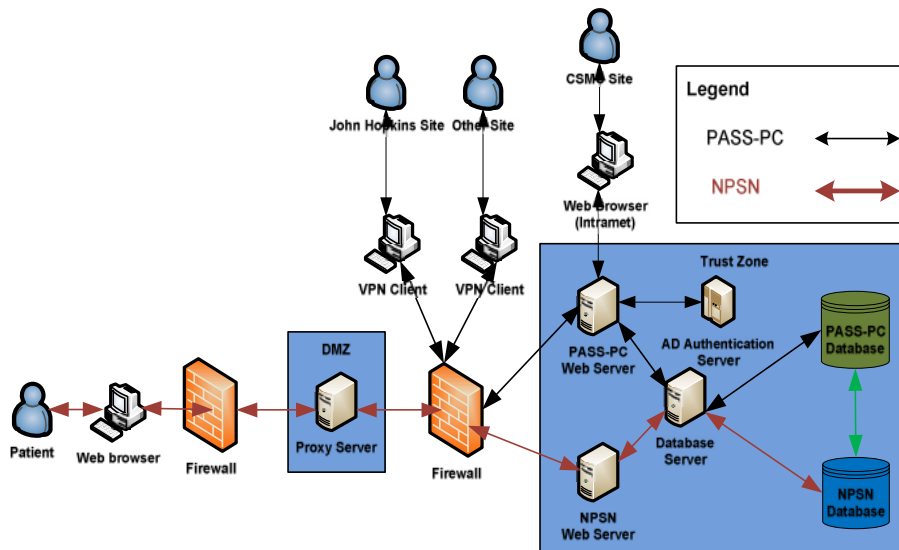 CSMC Site
John Hopkins Site
Other Site
Legend
PASS-PC
NPSN
Web Browser
(Intramet)
VPN Client
VPN Client
Trust Zone
DMZ
PASS-PC
Web Server
AD Authentication
Server
PASS-PC
Database
Patient
Web browser
Firewall
Proxy Server
Firewall
Database
Server
NPSN
Web Server
NPSN
Database